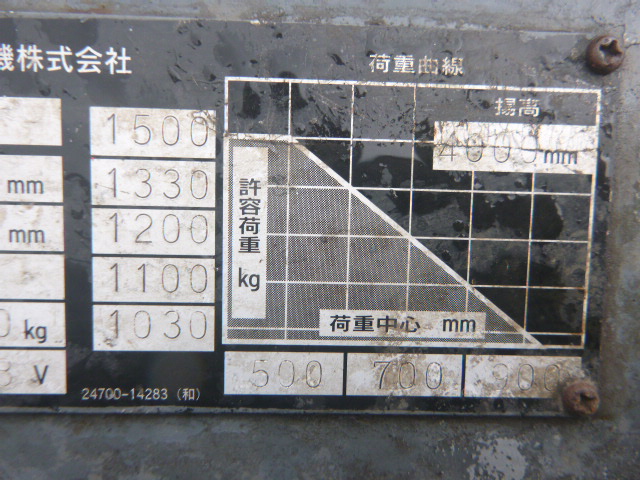 機株式会社
荷重曲線
揚高
4000mm
1500
mm
1330
mm
1200
1100
kg
1030
V
許容荷重
kg
荷重中心 mm
500 700 900
24700-14283 (和)